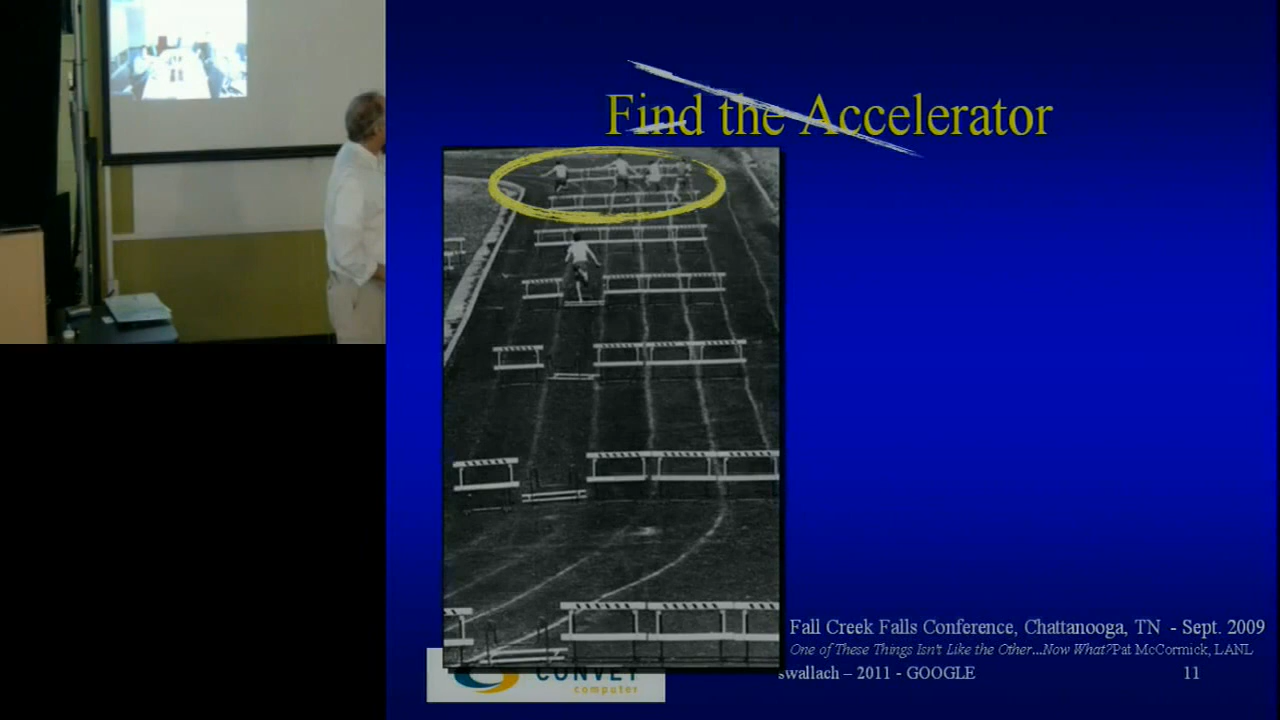 Find the Accelerator
Fall Creek Falls Conference, Chattanooga, TN - Sept. 2009
One of These Things Isn't Like the Other...Now What?Pat McCormick, LANL
swallach – 2011 - GOOGLE
11
CONVEY
computer